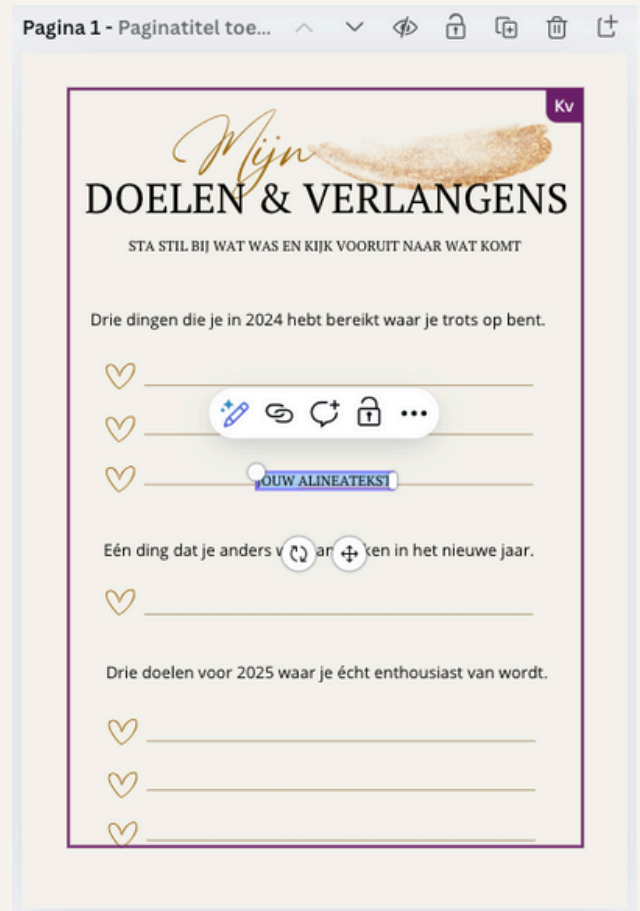 Pagina 1 - Paginatitel toe...
Kv
Mijn
DOELEN & VERLANGENS
STA STIL BIJ WAT WAS EN KIJK VOORUIT NAAR WAT KOMT
Drie dingen die je in 2024 hebt bereikt waar je trots op bent.
JOUW ALINEATEKST
Eén ding dat je anders in het nieuwe jaar.
Drie doelen voor 2025 waar je écht enthousiast van wordt.